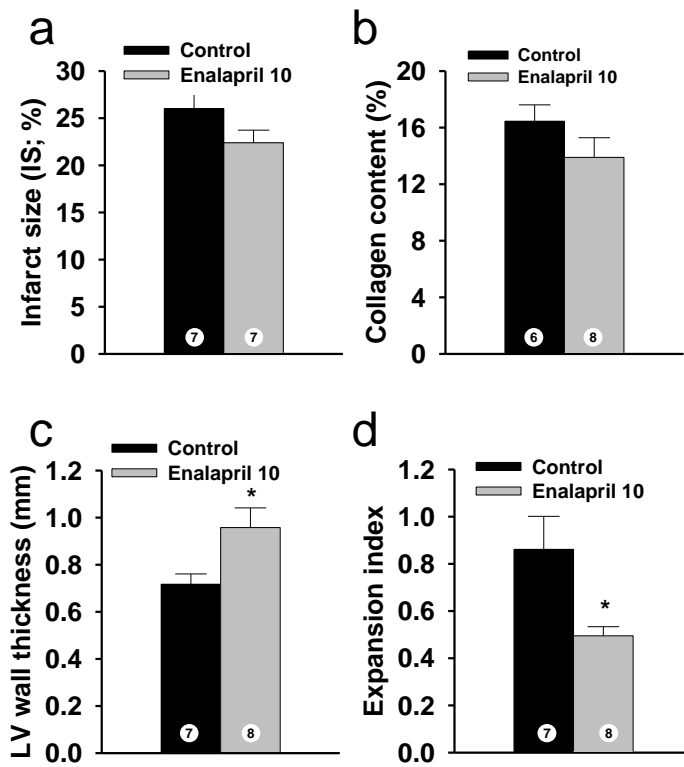 a
Control
Enalapril 10
Infarct size (IS; %)
30
25
20
15
10
5
0
7
7
b
Control
Enalapril 10
Collagen content (%)
20
16
12
8
4
0
6
8
c
Control
Enalapril 10
LV wall thickness (mm)
1.2
1.0
0.8
0.6
0.4
0.2
0.0
*
7
8
d
Control
Enalapril 10
Expansion index
1.2
1.0
0.8
0.6
0.4
0.2
0.0
*
7
8